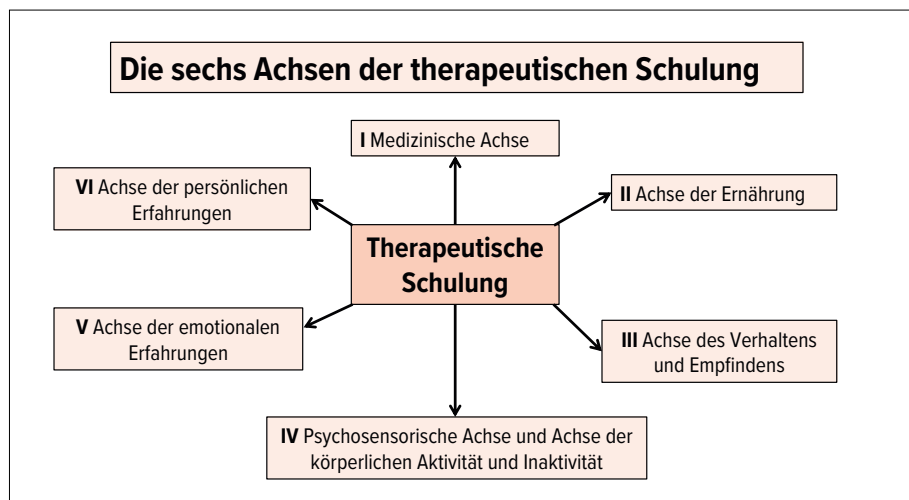 Die sechs Achsen der therapeutischen Schulung
I Medizinische Achse
VI Achse der persönlichen
Erfahrungen
II Achse der Ernährung
Therapeutische
Schulung
V Achse der emotionalen
Erfahrungen
III Achse des Verhaltens
und Empfindens
IV Psychosensorische Achse und Achse der
körperlichen Aktivität und Inaktivität